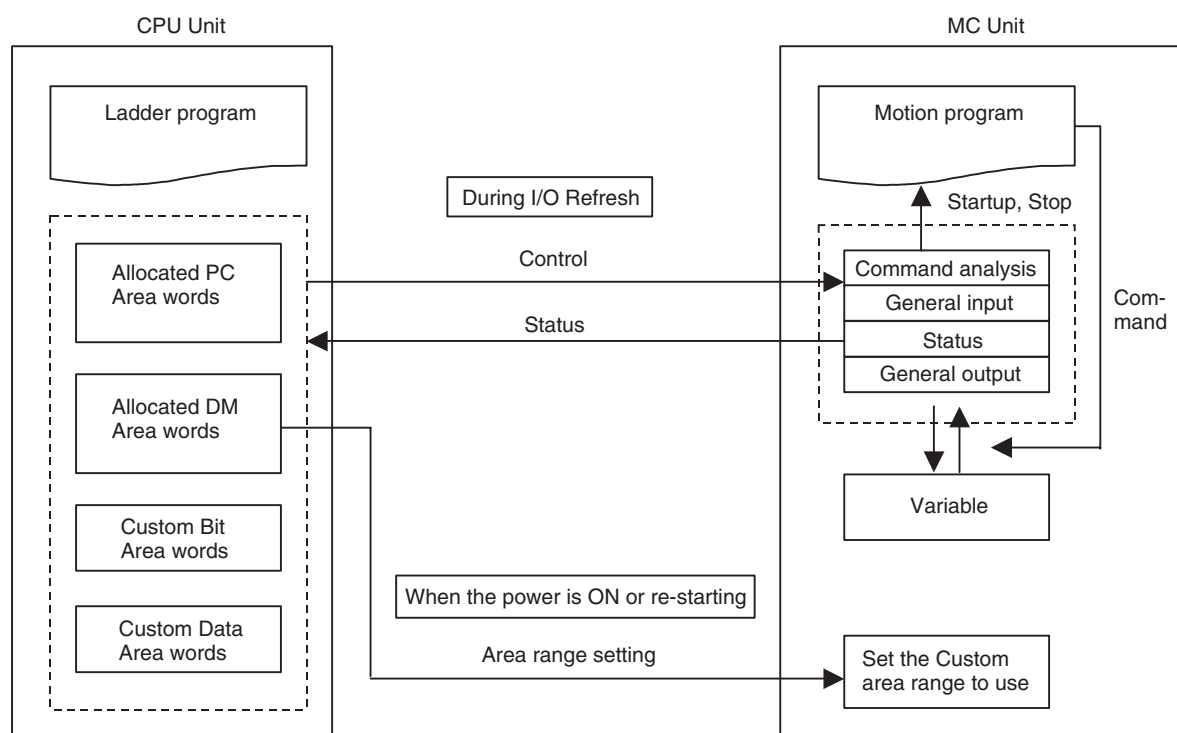 CPU Unit
MC Unit
Ladder program
Motion program
During I/O Refresh
Startup, Stop
Allocated PC
Area words
Control
Command analysis
General input
Com-
mand
Status
Status
General output
Allocated DM
Area words
Variable
Custom Bit
Area words
When the power is ON or re-starting
Custom Data
Area words
Area range setting
Set the Custom
area range to use